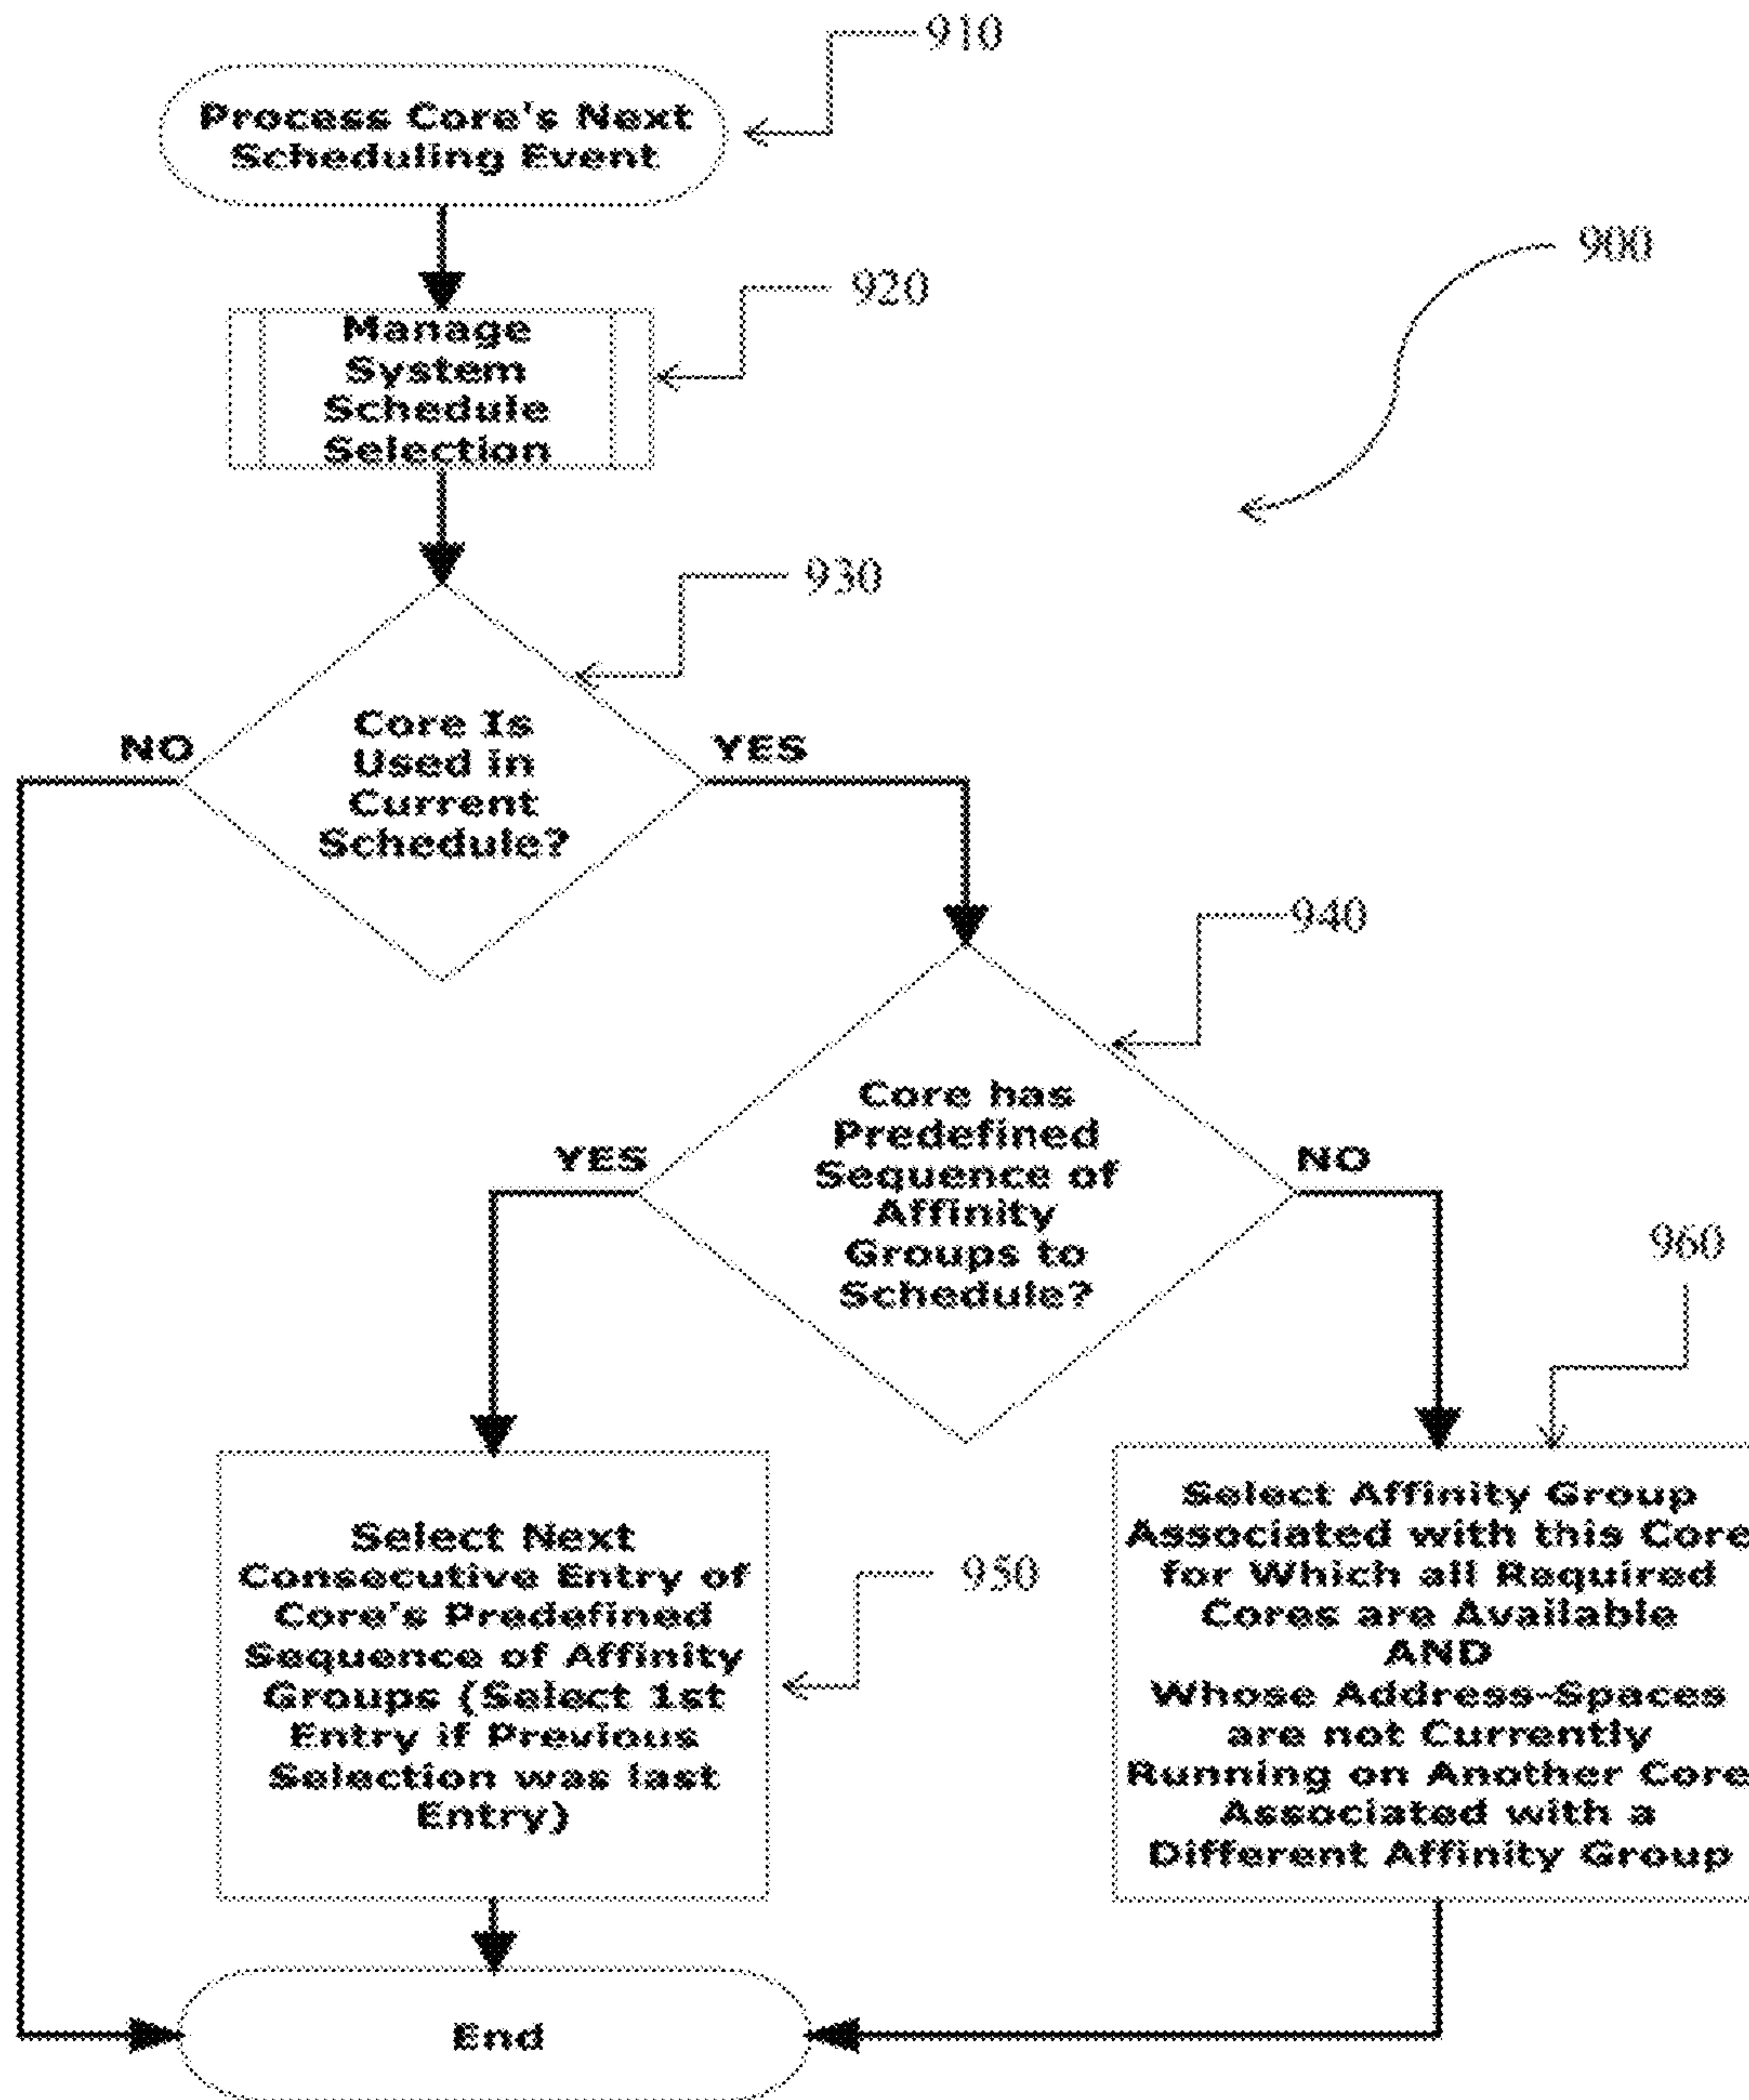 910
Process Core's Next
Scheduling Event
900
920
Manage
System
Schedule
Selection
930
Core Is
Used in
Current
Schedule?
NO
YES
940
Core has
Predefined
Sequence of
Affinity
Groups to
Schedule?
YES
NO
960
Select Next
Consecutive Entry of
Core's Predefined
Sequence of Affinity
Groups (Select 1st
Entry if Previous
Selection was last
Entry)
950
Select Affinity Group
Associated with this Core
for Which all Required
Cores are Available
AND
Whose Address-Spaces
are not Currently
Running on Another Core
Associated with a
Different Affinity Group
End